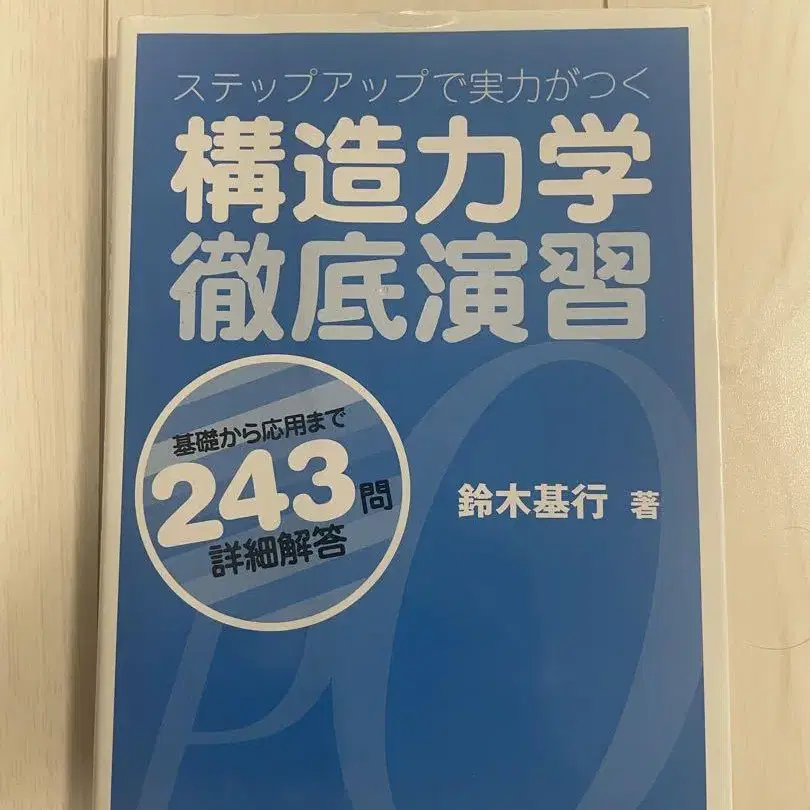 ステップアップで実力がつく
構造力学
徹底演習
基礎から応用まで
243問
詳細解答
鈴木基行 著